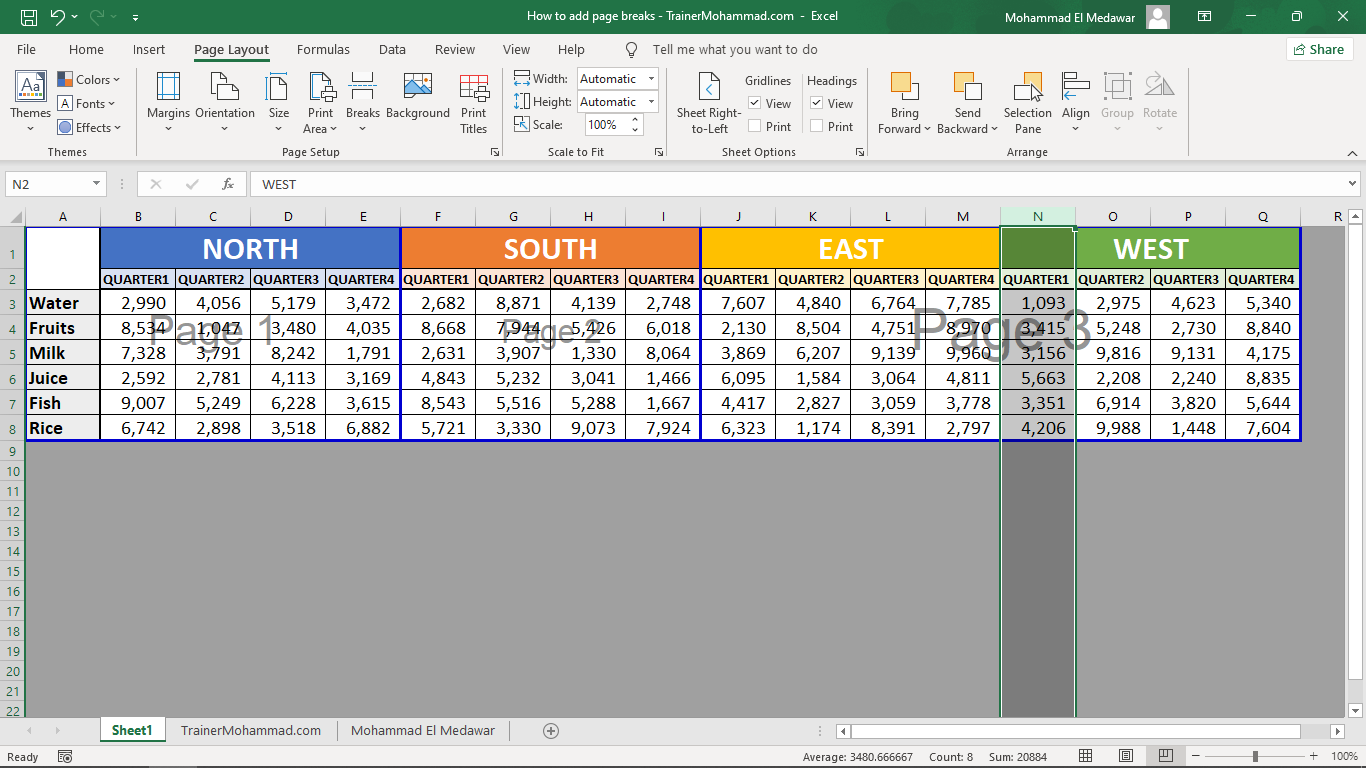 How to add page breaks - TrainerMohammad.com - Excel
Mohammad El Medawar
File Home Insert Page Layout Formulas Data Review View Help Tell me what you want to do Share
Themes Colors Fonts Effects
Margins Orientation Size Print Area Breaks Background Print Titles
Width: Automatic
Height: Automatic
Scale: 100%
Sheet Right-to-Left
Gridlines View Print
Headings View Print
Bring Forward Send Backward Selection Pane Align Group Rotate
Themes Page Setup Scale to Fit Sheet Options Arrange
N2 fx WEST
A B C D E F G H I J K L M N O P Q R
1 NORTH SOUTH EAST WEST
2 QUARTER1 QUARTER2 QUARTER3 QUARTER4 QUARTER1 QUARTER2 QUARTER3 QUARTER4 QUARTER1 QUARTER2 QUARTER3 QUARTER4 QUARTER1 QUARTER2 QUARTER3 QUARTER4
3 Water 2,990 4,056 5,179 3,472 2,682 8,871 4,139 2,748 7,607 4,840 6,764 7,785 1,093 2,975 4,623 5,340
4 Fruits 8,534 1,047 3,480 4,035 8,668 7,944 5,426 6,018 2,130 8,504 4,751 8,970 3,415 5,248 2,730 8,840
Page 1 Page 2 Page 3
5 Milk 7,328 3,791 8,242 1,791 2,631 3,907 1,330 8,064 3,869 6,207 9,139 9,960 3,156 9,816 9,131 4,175
6 Juice 2,592 2,781 4,113 3,169 4,843 5,232 3,041 1,466 6,095 1,584 3,064 4,811 5,663 2,208 2,240 8,835
7 Fish 9,007 5,249 6,228 3,615 8,543 5,516 5,288 1,667 4,417 2,827 3,059 3,778 3,351 6,914 3,820 5,644
8 Rice 6,742 2,898 3,518 6,882 5,721 3,330 9,073 7,924 6,323 1,174 8,391 2,797 4,206 9,988 1,448 7,604
9
10
11
12
13
14
15
16
17
18
19
20
21
22
Sheet1 TrainerMohammad.com Mohammad El Medawar
Ready Average: 3480.666667 Count: 8 Sum: 20884 100%